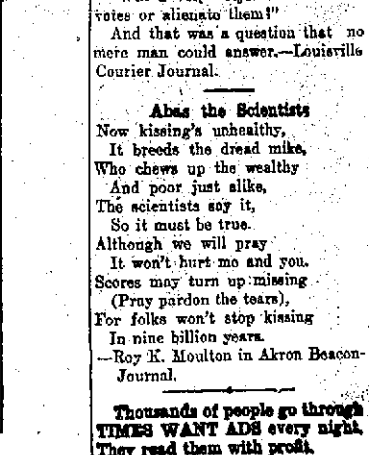 votes or alienate them?"
And that was a question that no
mere man could answer.—Louisville
Courier Journal.
Abas the Scientists
Now kissing's unhealthy,
It breeds the dread mike,
Who chews up the wealthy
And poor just alike,
The scientists say it,
So it must be true.
Although we will pray
It won't hurt me and you.
Scores may turn up missing
(Pray pardon the tears),
For folks won't stop kissing
In nine billion years.
—Roy K. Moulton in Akron Beacon-
Journal.
Thousands of people go through
TIMES WANT ADS every night.
They read them with profit.